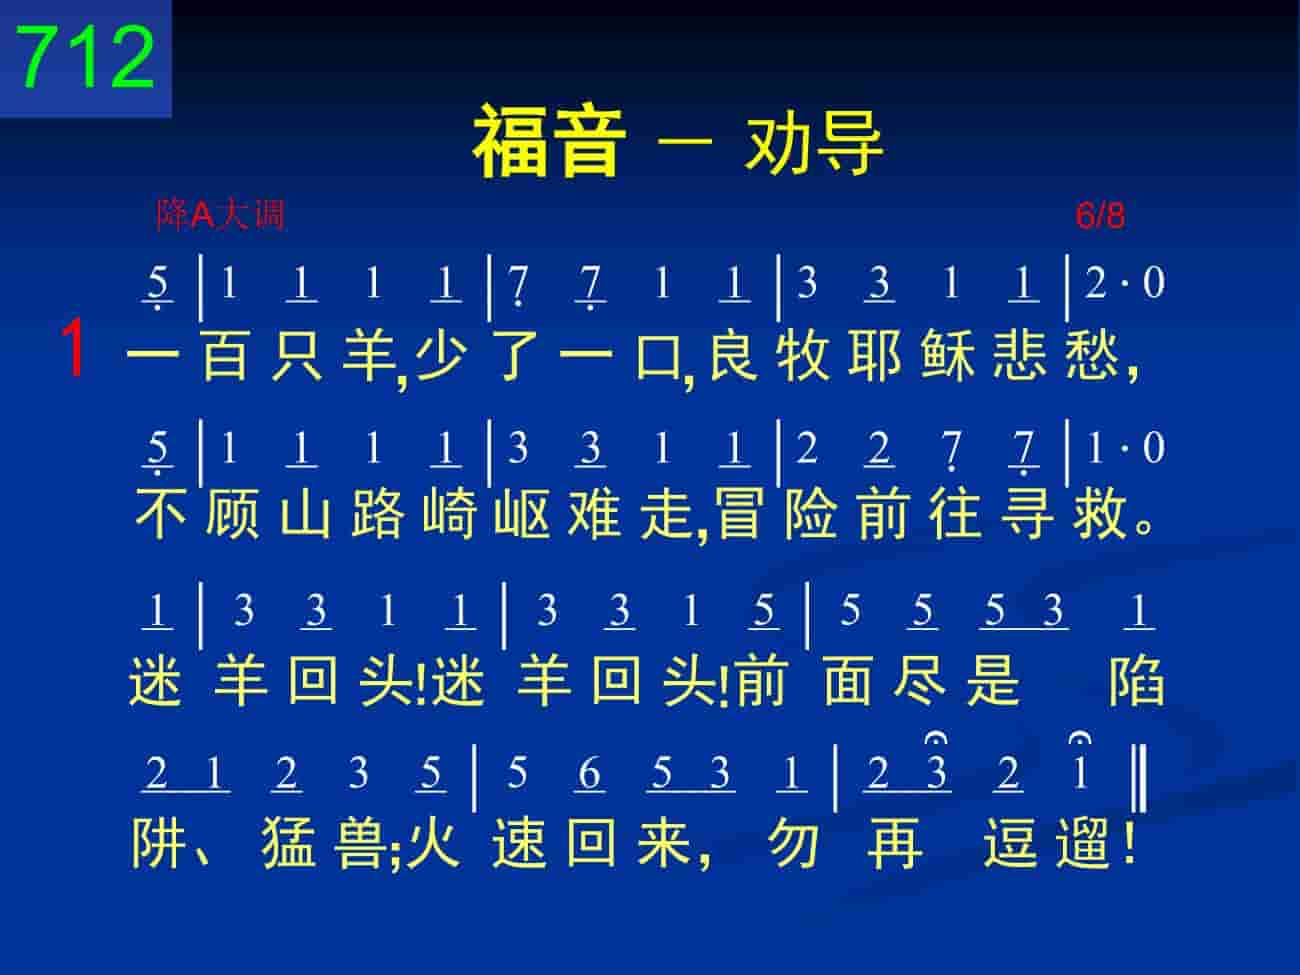 712
福音 － 劝导
降A大调 6/8
5 | 1 1 1 1 | 7 7 1 1 | 3 3 1 1 | 2 · 0
1 一百只羊,少了一口,良牧耶稣悲愁,
5 | 1 1 1 1 | 3 3 1 1 | 2 2 7 7 | 1 · 0
不顾山路崎岖难走,冒险前往寻救。
1 | 3 3 1 1 | 3 3 1 5 | 5 5 5 3 1
迷羊回头!迷羊回头!前面尽是陷
2 1 2 3 5 | 5 6 5 3 1 | 2 3 2 1 ‖
阱、猛兽;火速回来，勿再逗遛！